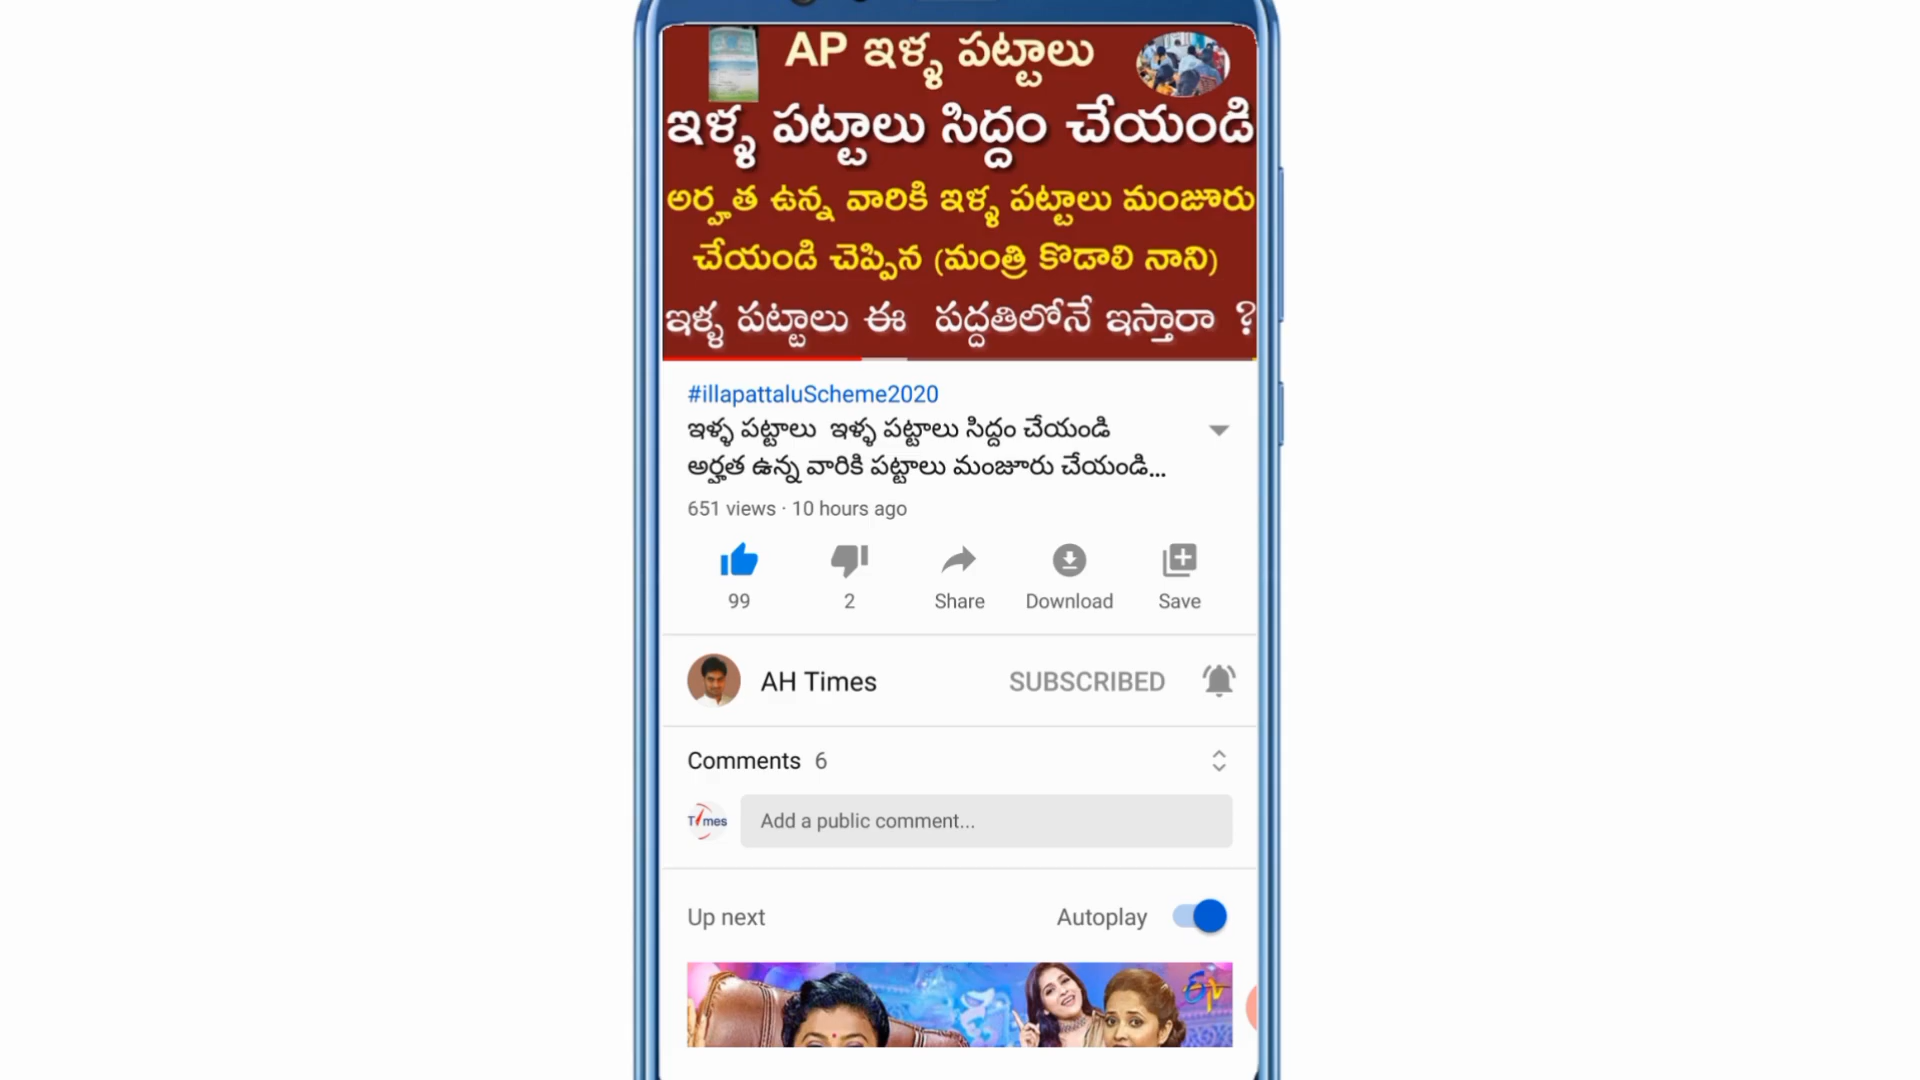 AP ఇళ్ళ పట్టాలు
ఇళ్ళ పట్టాలు సిద్దం చేయండి
అర్హత ఉన్న వారికి ఇళ్ళ పట్టాలు మంజూరు
చేయండి చెప్పిన (మంత్రి కొడాలి నాని)
ఇళ్ళ పట్టాలు ఈ పద్దతిలోనే ఇస్తారా ?
#illapattaluScheme2020
ఇళ్ళ పట్టాలు ఇళ్ళ పట్టాలు సిద్దం చేయండి
అర్హత ఉన్న వారికి పట్టాలు మంజూరు చేయండి...
651 views · 10 hours ago
99 2 Share Download Save
AH Times SUBSCRIBED
Comments 6
Times Add a public comment...
Up next Autoplay